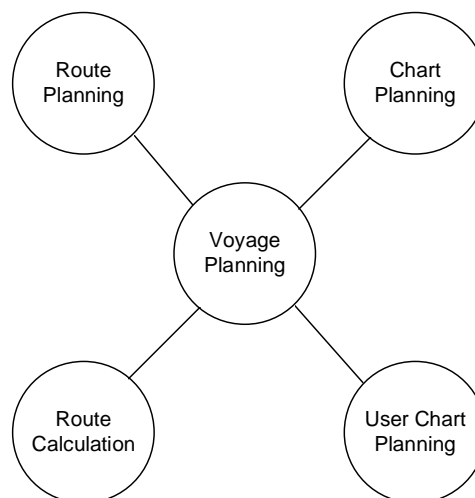 Route
Planning
Chart
Planning
Voyage
Planning
Route
Calculation
User Chart
Planning